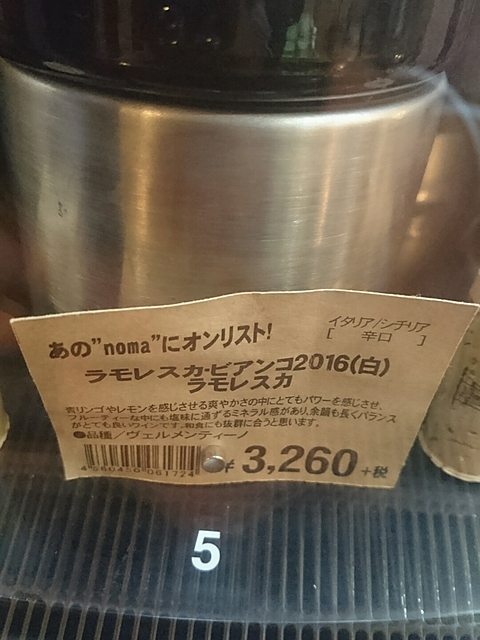 あの"noma"にオンリスト!
イタリア/シチリア
[ 辛口 ]
ラモレスカ・ビアンコ2016(白)
ラモレスカ
青リンゴやレモンを感じさせる爽やかさの中にとてもパワーを感じさせ、
フルーティーな中にも塩味に通ずるミネラル感があり、余韻も長くバランス
がとても良いワインです。和食にも抜群に合うと思います。
●品種/ヴェルメンティーノ
¥ 3,260 +税
5